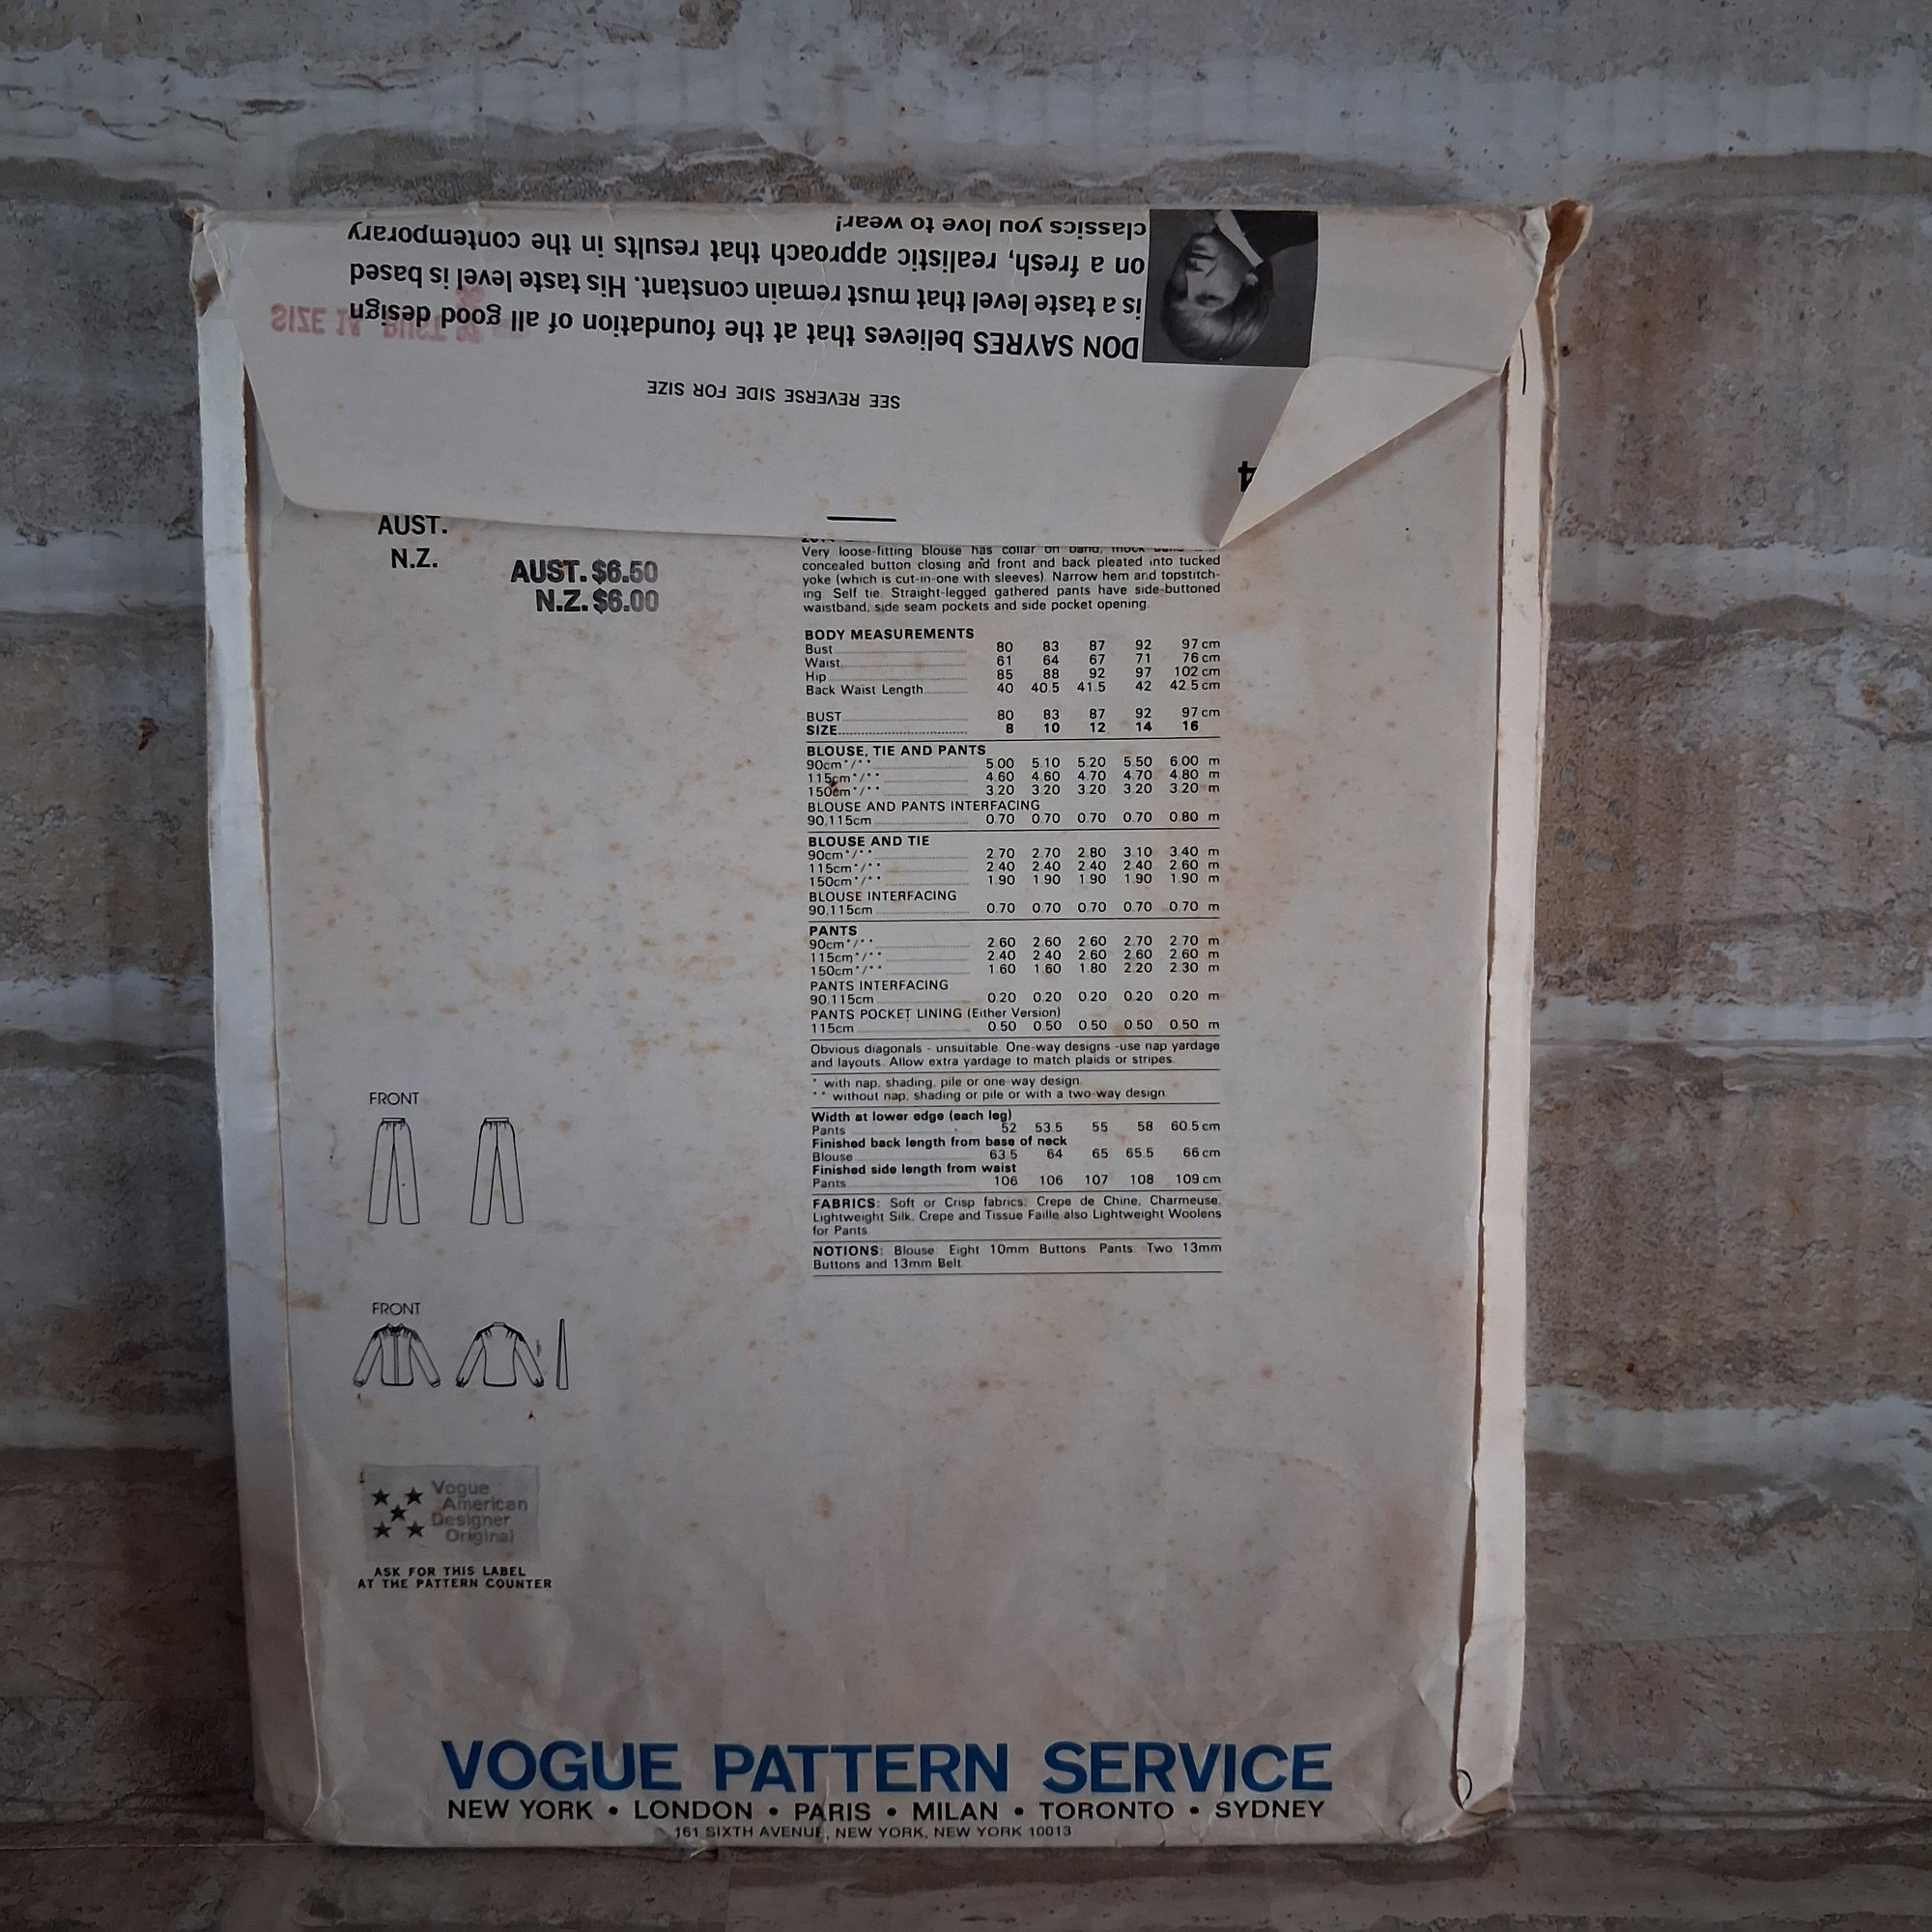 DON SAYRES believes that at the foundation of all good design
is a taste level that must remain constant. His taste level is based
on a fresh, realistic approach that results in the contemporary
classics you love to wear!
SIZE 14 BUST
SEE REVERSE SIDE FOR SIZE
4
AUST.
N.Z.
AUST. $6.50
N.Z. $6.00
Very loose-fitting blouse has collar on band, mock
concealed button closing and front and back pleated into tucked
yoke (which is cut-in-one with sleeves). Narrow hem and topstitch-
ing. Self tie. Straight-legged gathered pants have side-buttoned
waistband, side seam pockets and side pocket opening.
BODY MEASUREMENTS
Bust 80 83 87 92 97 cm
Waist 61 64 67 71 76 cm
Hip 85 88 92 97 102 cm
Back Waist Length 40 40.5 41.5 42 42.5 cm
BUST 80 83 87 92 97 cm
SIZE 8 10 12 14 16
BLOUSE, TIE AND PANTS
90cm*/** 5.00 5.10 5.20 5.50 6.00 m
115cm*/** 4.60 4.60 4.70 4.70 4.80 m
150cm*/** 3.20 3.20 3.20 3.20 3.20 m
BLOUSE AND PANTS INTERFACING
90,115cm 0.70 0.70 0.70 0.70 0.80 m
BLOUSE AND TIE
90cm*/** 2.70 2.70 2.80 3.10 3.40 m
115cm*/** 2.40 2.40 2.40 2.40 2.60 m
150cm*/** 1.90 1.90 1.90 1.90 1.90 m
BLOUSE INTERFACING
90,115cm 0.70 0.70 0.70 0.70 0.70 m
PANTS
90cm*/** 2.60 2.60 2.60 2.70 2.70 m
115cm*/** 2.40 2.40 2.60 2.60 2.60 m
150cm*/** 1.60 1.60 1.80 2.20 2.30 m
PANTS INTERFACING
90,115cm 0.20 0.20 0.20 0.20 0.20 m
PANTS POCKET LINING (Either Version)
115cm 0.50 0.50 0.50 0.50 0.50 m
Obvious diagonals - unsuitable. One-way designs -use nap yardage
and layouts. Allow extra yardage to match plaids or stripes.
* with nap, shading, pile or one-way design.
** without nap, shading or pile or with a two-way design.
Width at lower edge (each leg)
Pants 52 53.5 55 58 60.5 cm
Finished back length from base of neck
Blouse 63.5 64 65 65.5 66 cm
Finished side length from waist
Pants 106 106 107 108 109 cm
FABRICS: Soft or Crisp fabrics. Crepe de Chine, Charmeuse,
Lightweight Silk, Crepe and Tissue Faille also Lightweight Woolens
for Pants.
NOTIONS: Blouse: Eight 10mm Buttons. Pants: Two 13mm
Buttons and 13mm Belt.
FRONT
FRONT
Vogue
American
Designer
Original
ASK FOR THIS LABEL
AT THE PATTERN COUNTER
VOGUE PATTERN SERVICE
NEW YORK • LONDON • PARIS • MILAN • TORONTO • SYDNEY
161 SIXTH AVENUE, NEW YORK, NEW YORK 10013